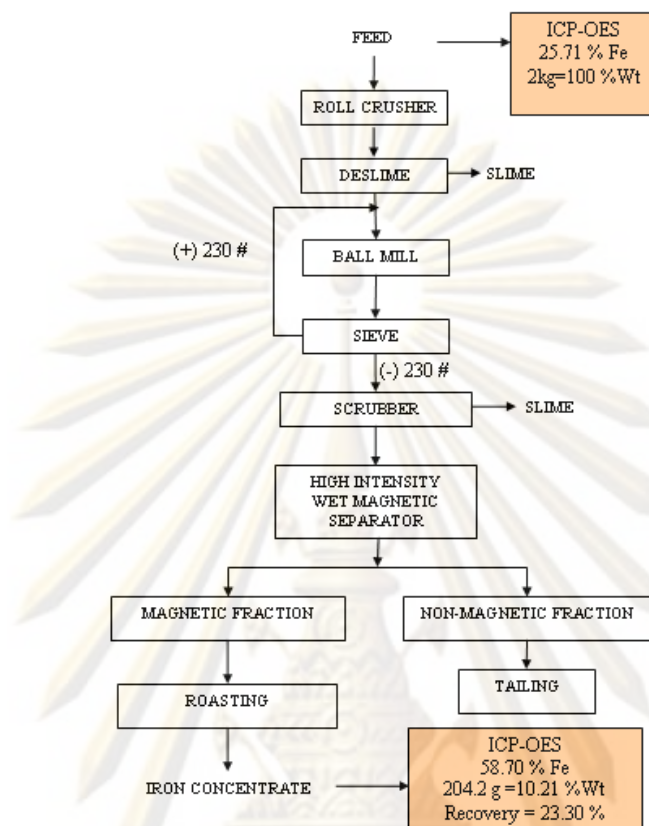 FEED
ICP-OES
25.71 % Fe
2kg=100 %Wt
ROLL CRUSHER
DESLIME
SLIME
(+) 230 #
BALL MILL
SIEVE
(-) 230 #
SCRUBBER
SLIME
HIGH INTENSITY
WET MAGNETIC
SEPARATOR
MAGNETIC FRACTION
NON-MAGNETIC FRACTION
ROASTING
TAILING
IRON CONCENTRATE
ICP-OES
58.70 % Fe
204.2 g =10.21 %Wt
Recovery = 23.30 %